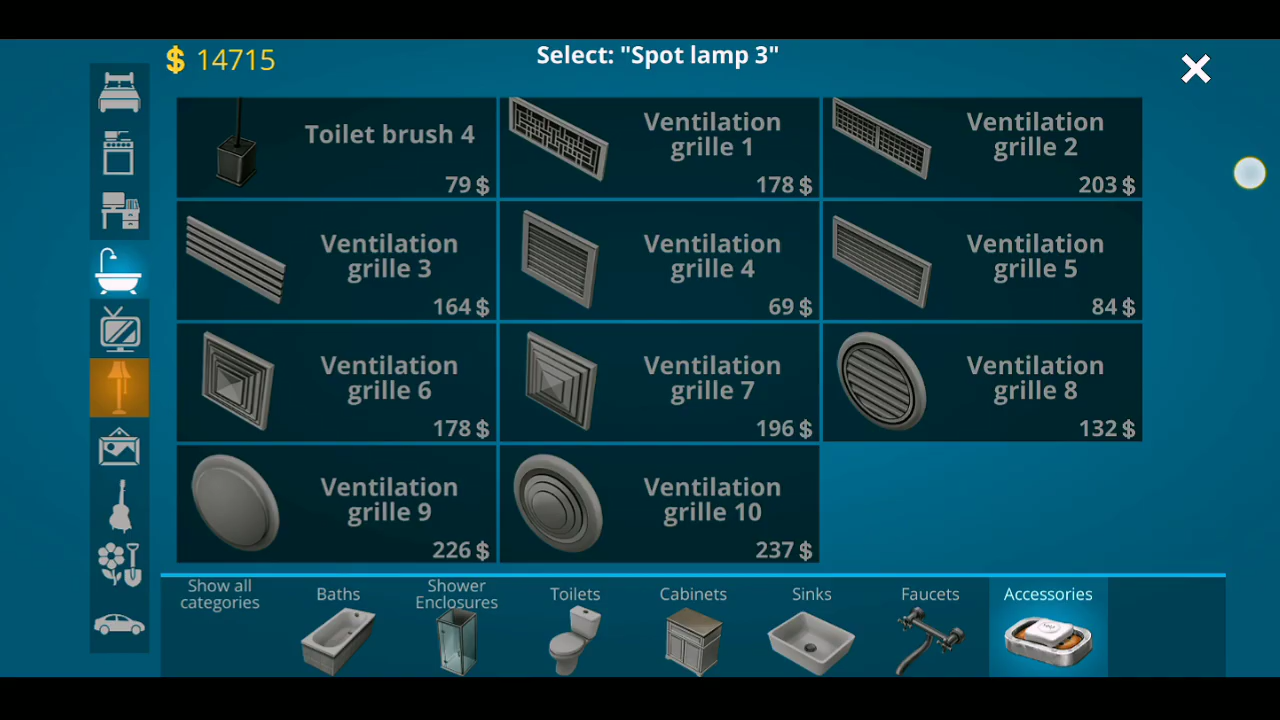 $ 14715
Select: "Spot lamp 3"
Toilet brush 4
79 $
Ventilation
grille 1
178 $
Ventilation
grille 2
203 $
Ventilation
grille 3
164 $
Ventilation
grille 4
69 $
Ventilation
grille 5
84 $
Ventilation
grille 6
178 $
Ventilation
grille 7
196 $
Ventilation
grille 8
132 $
Ventilation
grille 9
226 $
Ventilation
grille 10
237 $
Show all
categories
Baths
Shower
Enclosures
Toilets
Cabinets
Sinks
Faucets
Accessories